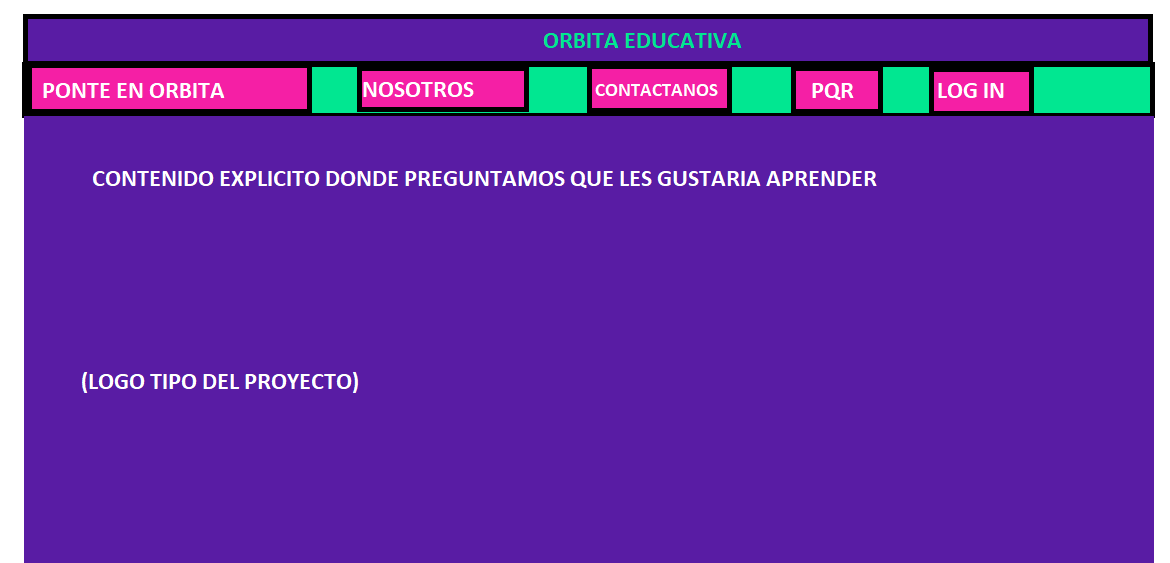 ORBITA EDUCATIVA
PONTE EN ORBITA NOSOTROS CONTACTANOS PQR LOG IN
CONTENIDO EXPLICITO DONDE PREGUNTAMOS QUE LES GUSTARIA APRENDER
(LOGO TIPO DEL PROYECTO)